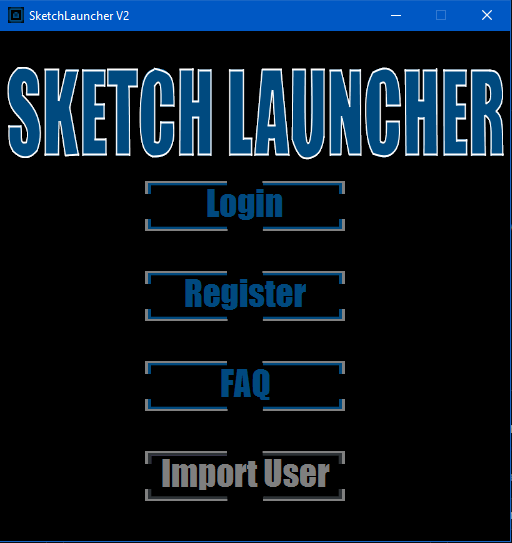 SketchLauncher V2
SKETCH LAUNCHER
Login
Register
FAQ
Import User